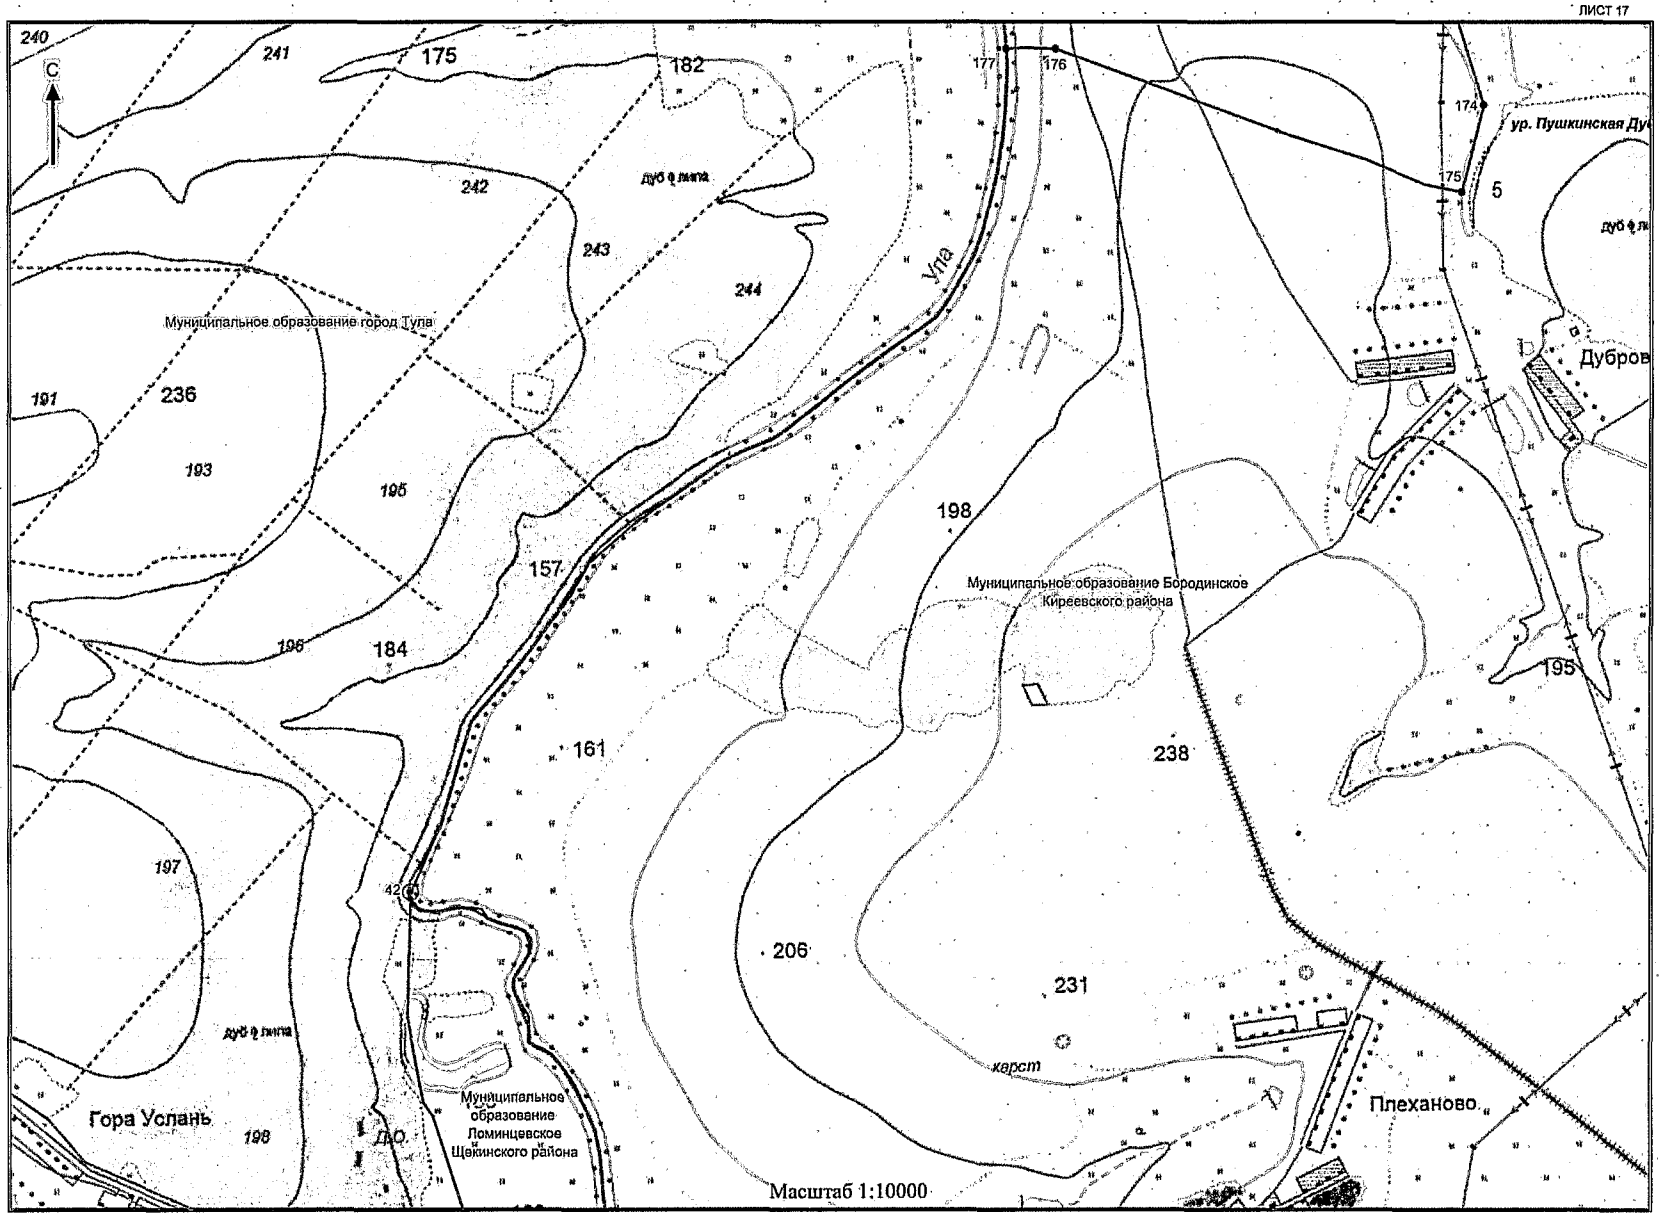 ЛИСТ 17
240
241
175
182
177
176
174
С
ур. Пушкинская
175
5
242
дуб липа
243
244
Упа
дуб
Муниципальное образование город Тула
191
236
193
195
Дубров
198
157
Муниципальное образование Бородинское
Киреевского района
196
184
195
161
238
197
42
206
231
дуб липа
карст
Гора Услань
198
Д.О.
Муниципальное
образование
Ломинцевское
Щекинского района
Плеханово
Р
Масштаб 1:10000